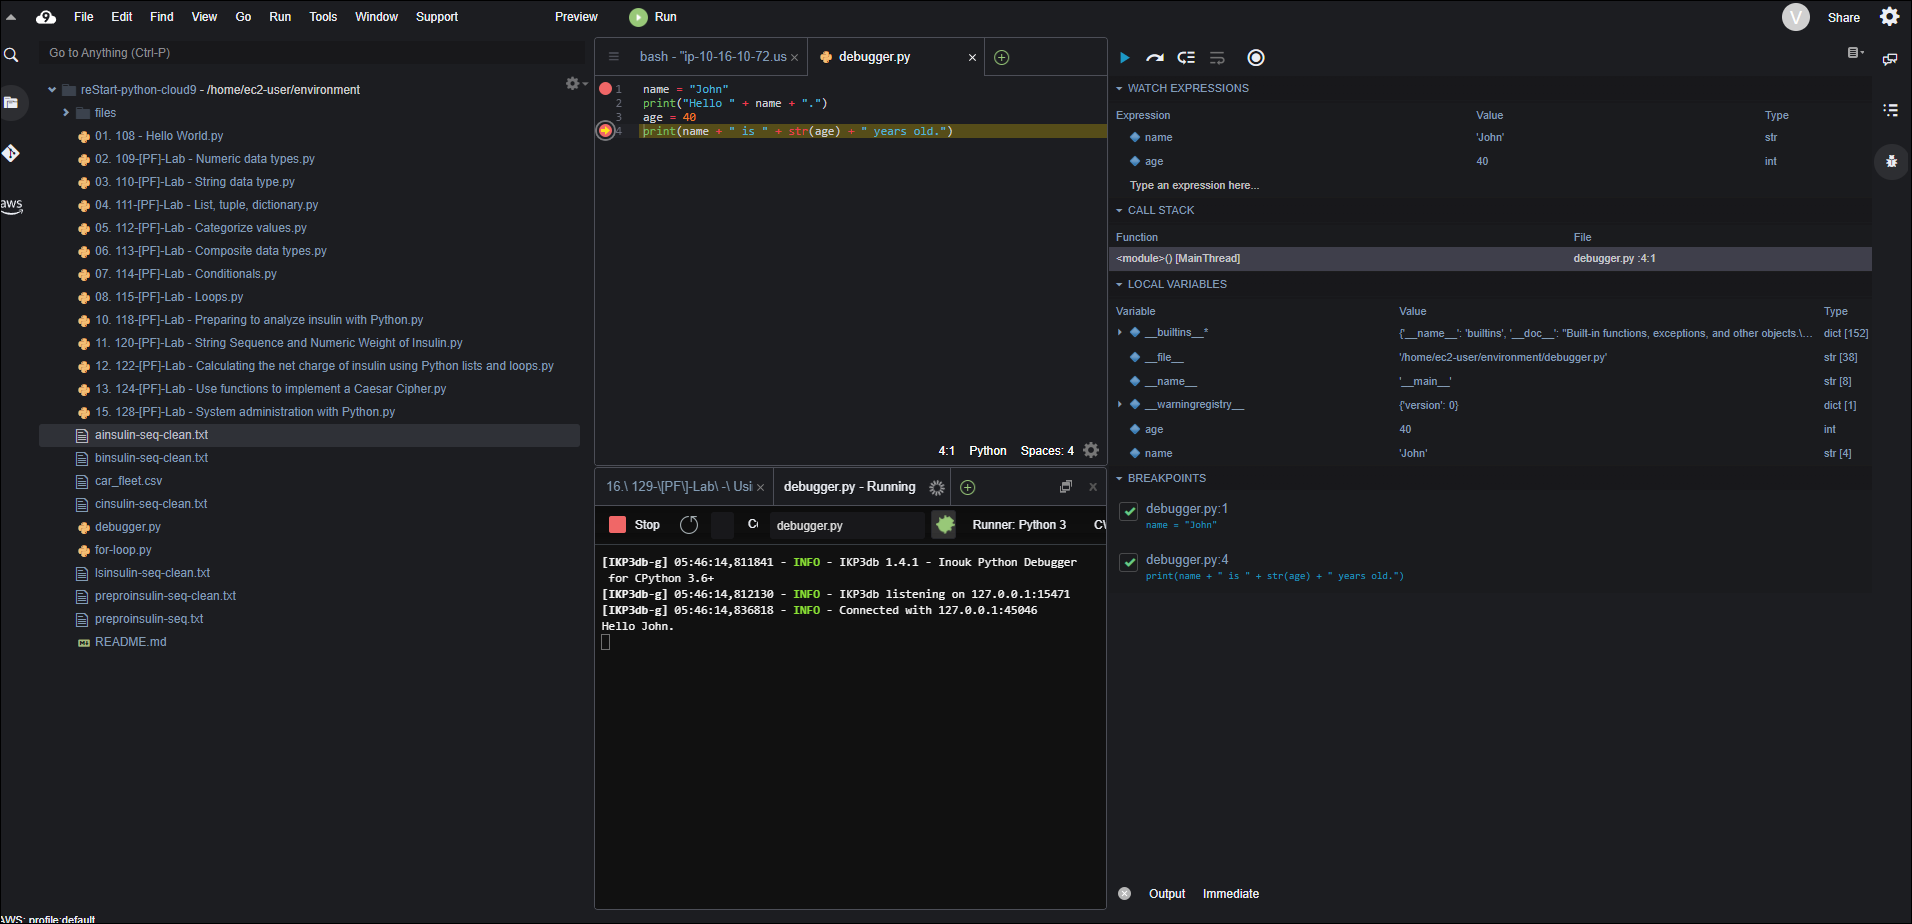 File Edit Find View Go Run Tools Window Support Preview Run V Share
Go to Anything (Ctrl-P)
aws
reStart-python-cloud9 - /home/ec2-user/environment
files
01. 108 - Hello World.py
02. 109-[PF]-Lab - Numeric data types.py
03. 110-[PF]-Lab - String data type.py
04. 111-[PF]-Lab - List, tuple, dictionary.py
05. 112-[PF]-Lab - Categorize values.py
06. 113-[PF]-Lab - Composite data types.py
07. 114-[PF]-Lab - Conditionals.py
08. 115-[PF]-Lab - Loops.py
10. 118-[PF]-Lab - Preparing to analyze insulin with Python.py
11. 120-[PF]-Lab - String Sequence and Numeric Weight of Insulin.py
12. 122-[PF]-Lab - Calculating the net charge of insulin using Python lists and loops.py
13. 124-[PF]-Lab - Use functions to implement a Caesar Cipher.py
15. 128-[PF]-Lab - System administration with Python.py
ainsulin-seq-clean.txt
binsulin-seq-clean.txt
car_fleet.csv
cinsulin-seq-clean.txt
debugger.py
for-loop.py
lsinsulin-seq-clean.txt
preproinsulin-seq-clean.txt
preproinsulin-seq.txt
README.md
AWS: profile:default
bash - "ip-10-16-10-72.us × debugger.py ×
1 name = "John"
2 print("Hello " + name + ".")
3 age = 40
4 print(name + " is " + str(age) + " years old.")
4:1 Python Spaces: 4
16.\ 129-\[PF\]-Lab\ -\ Usi × debugger.py - Running
Stop debugger.py Runner: Python 3
[IKP3db-g] 05:46:14,811841 - INFO - IKP3db 1.4.1 - Inouk Python Debugger
for CPython 3.6+
[IKP3db-g] 05:46:14,812130 - INFO - IKP3db listening on 127.0.0.1:15471
[IKP3db-g] 05:46:14,836818 - INFO - Connected with 127.0.0.1:45046
Hello John.
WATCH EXPRESSIONS
Expression Value Type
name 'John' str
age 40 int
Type an expression here...
CALL STACK
Function File
<module>() [MainThread] debugger.py :4:1
LOCAL VARIABLES
Variable Value Type
__builtins__* {'__name__': 'builtins', '__doc__': "Built-in functions, exceptions, and other objects.\... dict [152]
__file__ '/home/ec2-user/environment/debugger.py' str [38]
__name__ '__main__' str [8]
__warningregistry__ {'version': 0} dict [1]
age 40 int
name 'John' str [4]
BREAKPOINTS
debugger.py:1
name = "John"
debugger.py:4
print(name + " is " + str(age) + " years old.")
Output Immediate